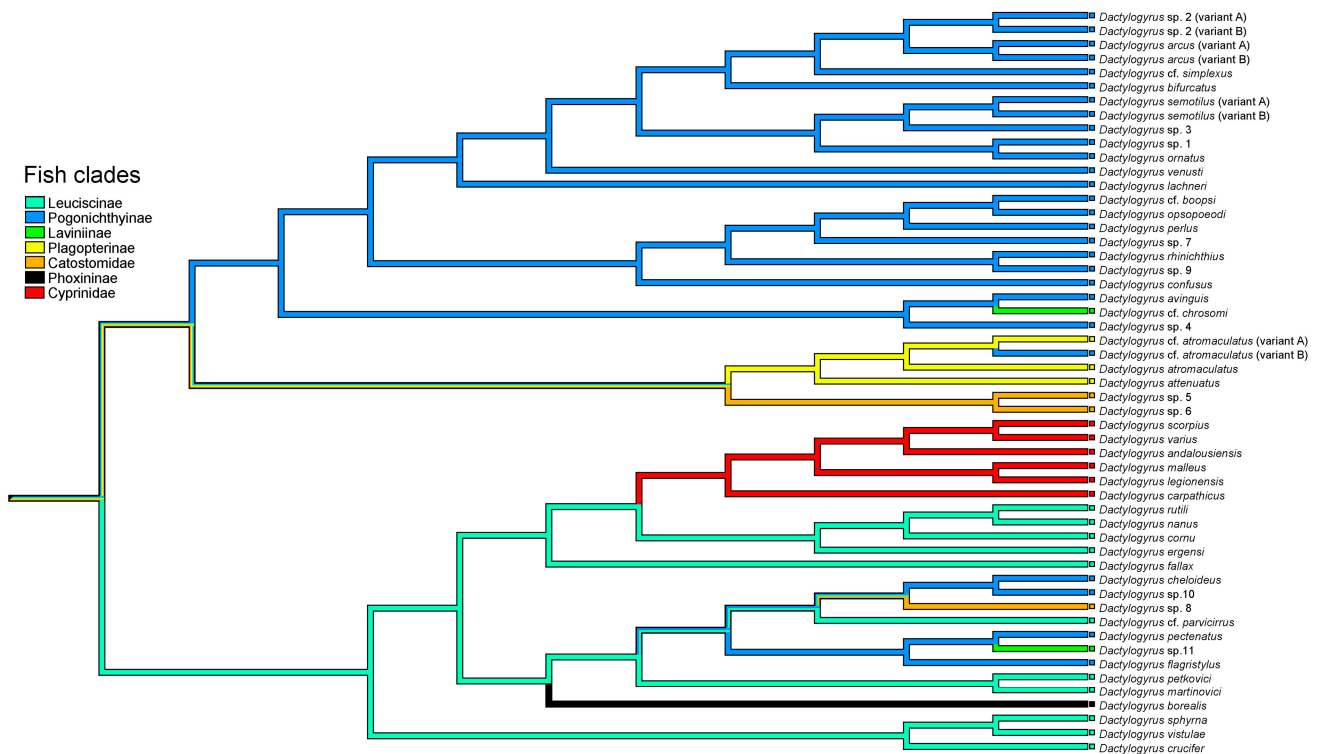 Fish clades
Leuciscinae
Pogonichthyinae
Laviniinae
Plagopterinae
Catostomidae
Phoxininae
Cyprinidae
Dactylogyrus sp. 2 (variant A)
Dactylogyrus sp. 2 (variant B)
Dactylogyrus arcus (variant A)
Dactylogyrus arcus (variant B)
Dactylogyrus cf. simplexus
Dactylogyrus bifurcatus
Dactylogyrus semotilus (variant A)
Dactylogyrus semotilus (variant B)
Dactylogyrus sp. 3
Dactylogyrus sp. 1
Dactylogyrus ornatus
Dactylogyrus venusti
Dactylogyrus lachneri
Dactylogyrus cf. boopsi
Dactylogyrus opsopoeodi
Dactylogyrus perlus
Dactylogyrus sp. 7
Dactylogyrus rhinichthius
Dactylogyrus sp. 9
Dactylogyrus confusus
Dactylogyrus avinguis
Dactylogyrus cf. chrosomi
Dactylogyrus sp. 4
Dactylogyrus cf. atromaculatus (variant A)
Dactylogyrus cf. atromaculatus (variant B)
Dactylogyrus atromaculatus
Dactylogyrus attenuatus
Dactylogyrus sp. 5
Dactylogyrus sp. 6
Dactylogyrus scorpius
Dactylogyrus varius
Dactylogyrus andalousiensis
Dactylogyrus malleus
Dactylogyrus legionensis
Dactylogyrus carpathicus
Dactylogyrus rutili
Dactylogyrus nanus
Dactylogyrus cornu
Dactylogyrus ergensi
Dactylogyrus fallax
Dactylogyrus cheloideus
Dactylogyrus sp.10
Dactylogyrus sp. 8
Dactylogyrus cf. parvicirrus
Dactylogyrus pectenatus
Dactylogyrus sp.11
Dactylogyrus flagristylus
Dactylogyrus petkovici
Dactylogyrus martinovici
Dactylogyrus borealis
Dactylogyrus sphyrna
Dactylogyrus vistulae
Dactylogyrus crucifer